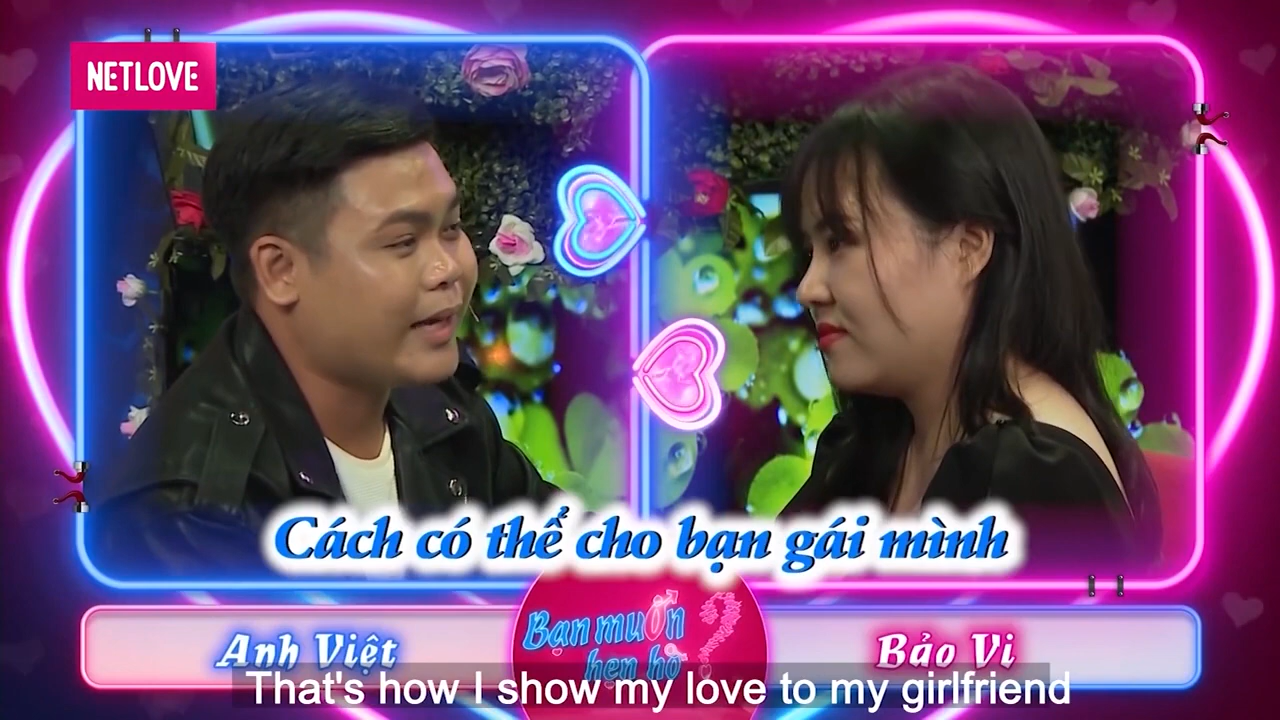 NETLOVE
Cách có thể cho bạn gái mình
Anh Việt
Bạn muốn
hẹn hò
?
Bảo Vi
That's how I show my love to my girlfriend